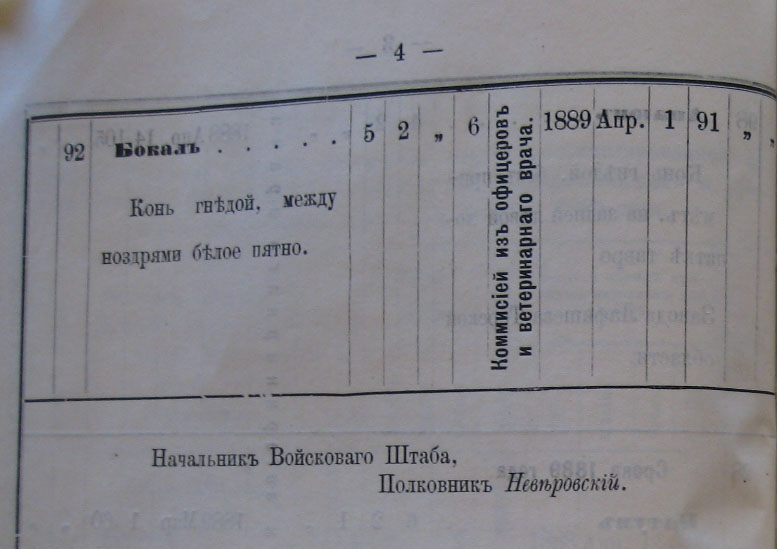 — 4 —
92 Бокалъ . . . . . 5 2 „ 6 Коммисіей изъ офицеровъ и ветеринарнаго врача. 1889 Апр. 1 91 „ „
Конь гнѣдой, между
ноздрями бѣлое пятно.
Начальникъ Войсковаго Штаба,
Полковникъ Невѣровскій.